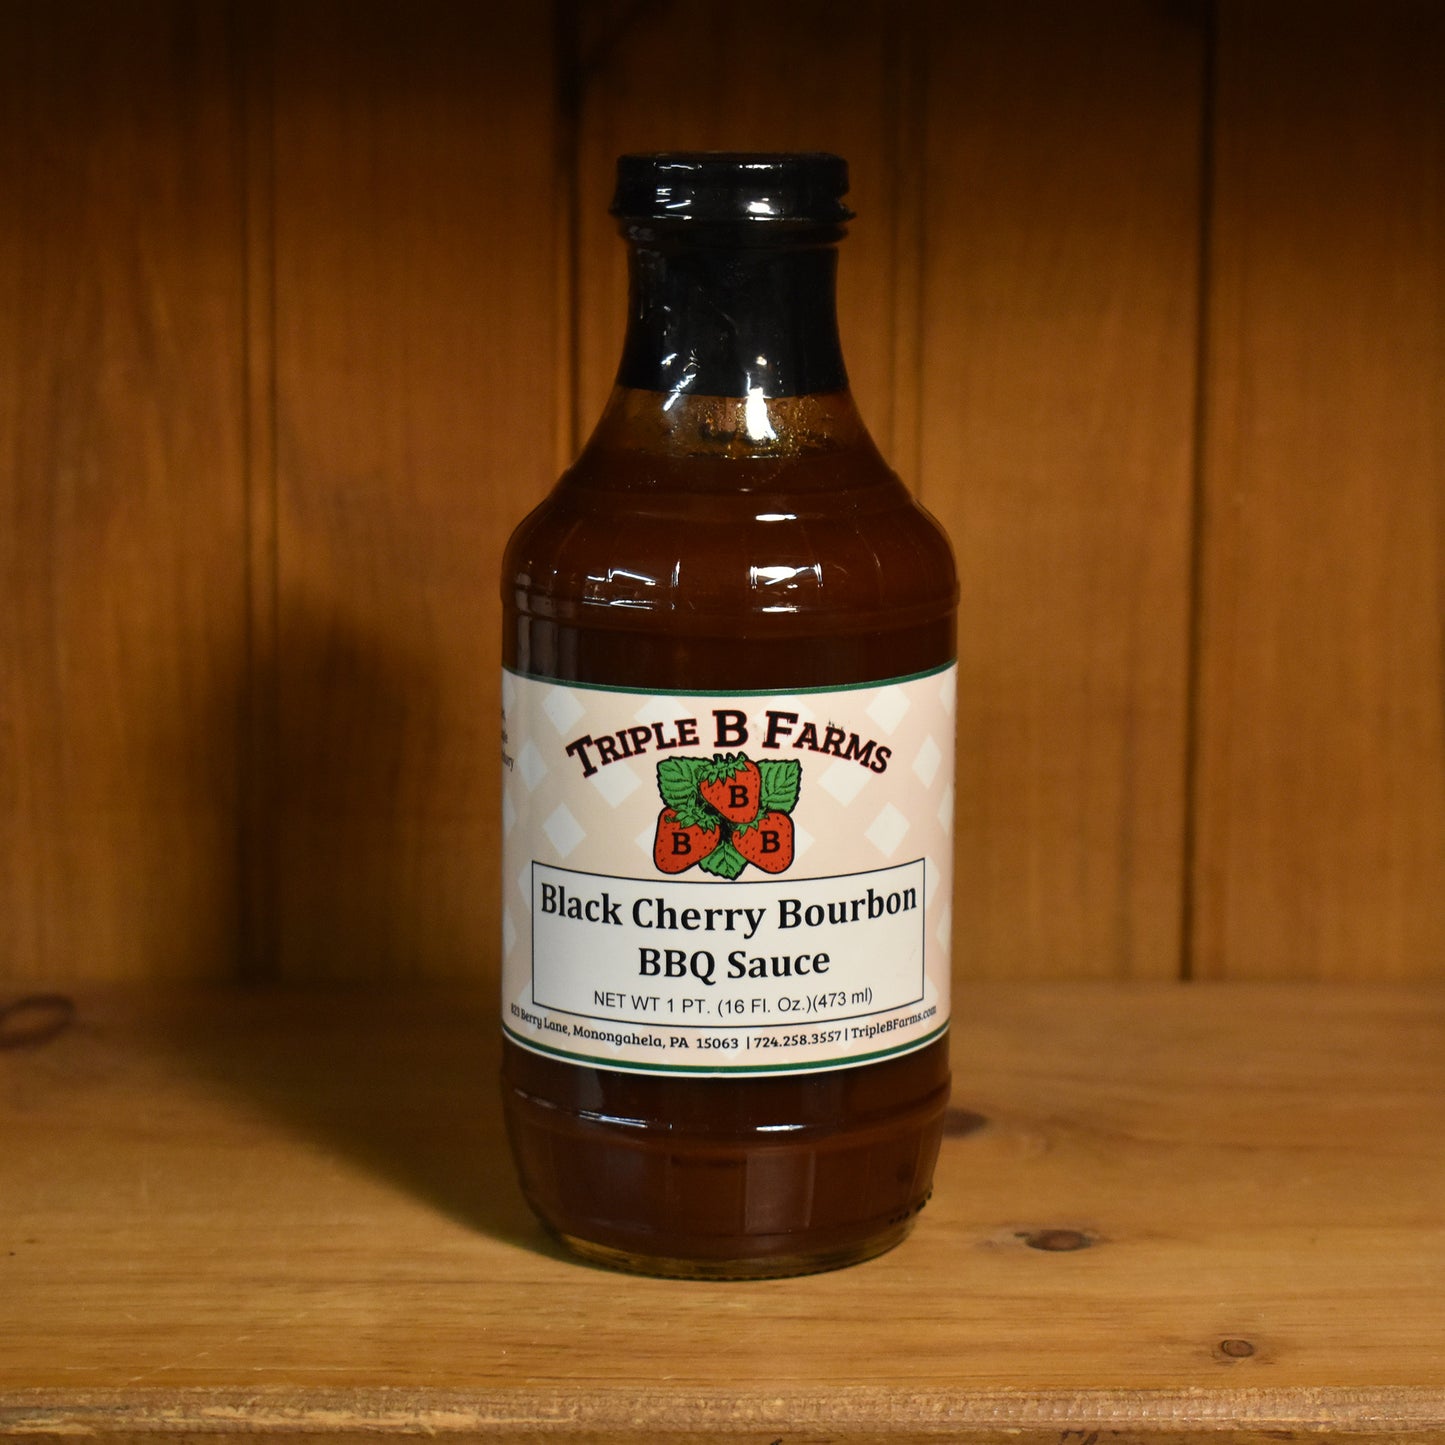 TRIPLE B FARMS
B
B B
Black Cherry Bourbon
BBQ Sauce
NET WT 1 PT. (16 Fl. Oz.)(473 ml)
823 Berry Lane, Monongahela, PA 15063 | 724.258.3557 | TripleBFarms.com